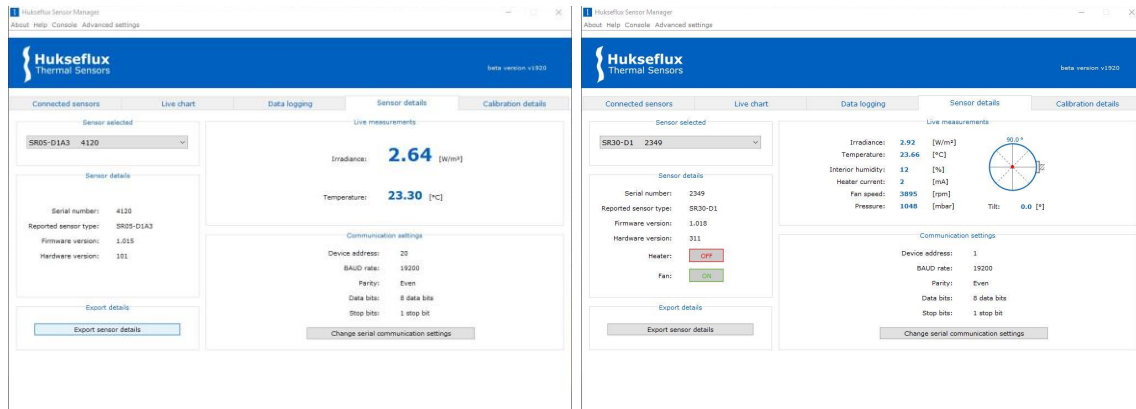 Hukseflux Sensor Manager
About Help Console Advanced settings
Hukseflux
Thermal Sensors
beta version v1920
Connected sensors
Live chart
Data logging
Sensor details
Calibration details
Sensor selected
SR05-D1A3 4120
Sensor details
Serial number: 4120
Reported sensor type: SR05-D1A3
Firmware version: 1.015
Hardware version: 101
Export details
Export sensor details
Live measurements
Irradiance: 2.64 [W/m²]
Temperature: 23.30 [°C]
Communication settings
Device address: 20
BAUD rate: 19200
Parity: Even
Data bits: 8 data bits
Stop bits: 1 stop bit
Change serial communication settings
Hukseflux Sensor Manager
About Help Console Advanced settings
Hukseflux
Thermal Sensors
beta version v1920
Connected sensors
Live chart
Data logging
Sensor details
Calibration details
Sensor selected
SR30-D1 2349
Sensor details
Serial number: 2349
Reported sensor type: SR30-D1
Firmware version: 1.018
Hardware version: 311
Heater: OFF
Fan: ON
Export details
Export sensor details
Live measurements
Irradiance: 2.92 [W/m²]
Temperature: 23.66 [°C]
Interior humidity: 12 [%]
Heater current: 2 [mA]
Fan speed: 3895 [rpm]
Pressure: 1048 [mbar]
90.0 °
Tilt: 0.0 [°]
Communication settings
Device address: 1
BAUD rate: 19200
Parity: Even
Data bits: 8 data bits
Stop bits: 1 stop bit
Change serial communication settings